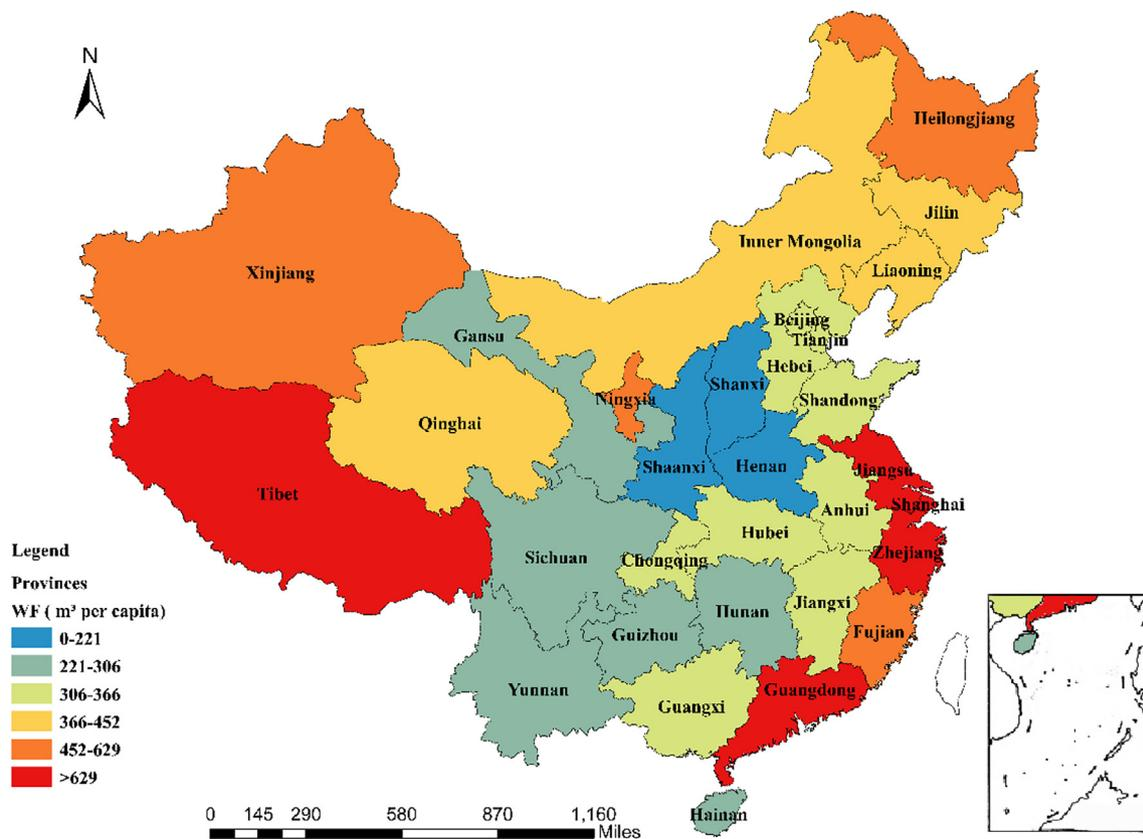 N
Heilongjiang
Jilin
Inner Mongolia
Liaoning
Xinjiang
Beijing
Gansu
Tianjin
Hebei
Shanxi
Ningxia
Shandong
Qinghai
Shaanxi
Henan
Jiangsu
Tibet
Shanghai
Anhui
Hubei
Zhejiang
Sichuan
Chongqing
Jiangxi
Hunan
Guizhou
Fujian
Yunnan
Guangdong
Guangxi
Hainan
Legend
Provinces
WF ( m³ per capita)
0-221
221-306
306-366
366-452
452-629
>629
0 145 290 580 870 1,160
Miles